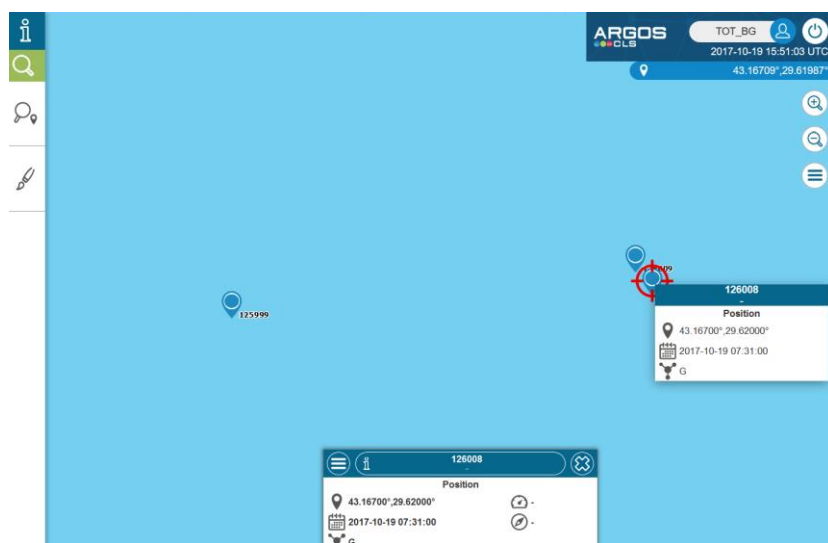 ARGOS
CLS
TOT_BG
2017-10-19 15:51:03 UTC
43.16709°,29.61987°
125999
126008
-
Position
43.16700°,29.62000°
2017-10-19 07:31:00
G
126008
-
Position
43.16700°,29.62000°
-
2017-10-19 07:31:00
-
G